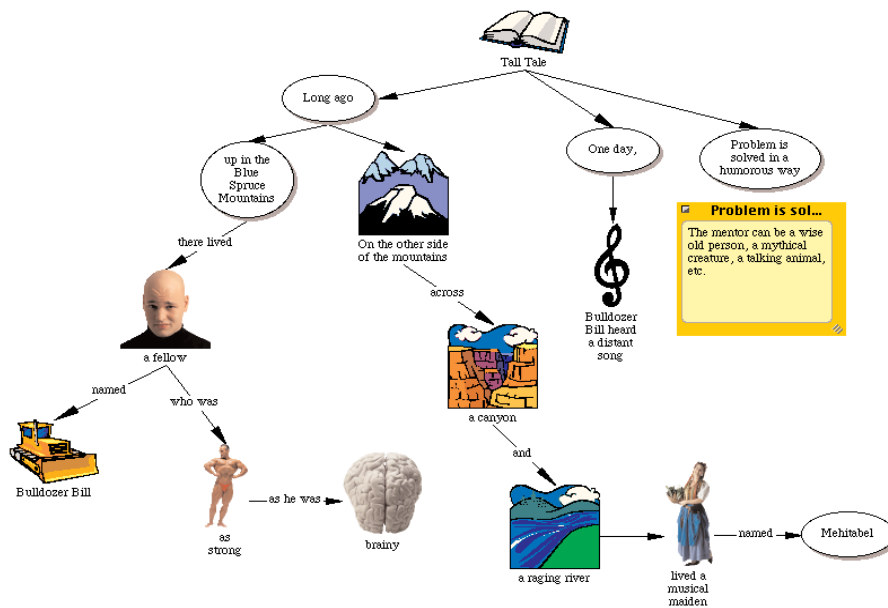 Tall Tale
Long ago
up in the
Blue
Spruce
Mountains
there lived
a fellow
named
Bulldozer Bill
who was
as
strong
as he was
brainy
On the other side
of the mountains
across
a canyon
and
a raging river
lived a
musical
maiden
named
Mehitabel
One day,
Bulldozer
Bill heard
a distant
song
Problem is
solved in a
humorous way
Problem is sol...
The mentor can be a wise
old person, a mythical
creature, a talking animal,
etc.